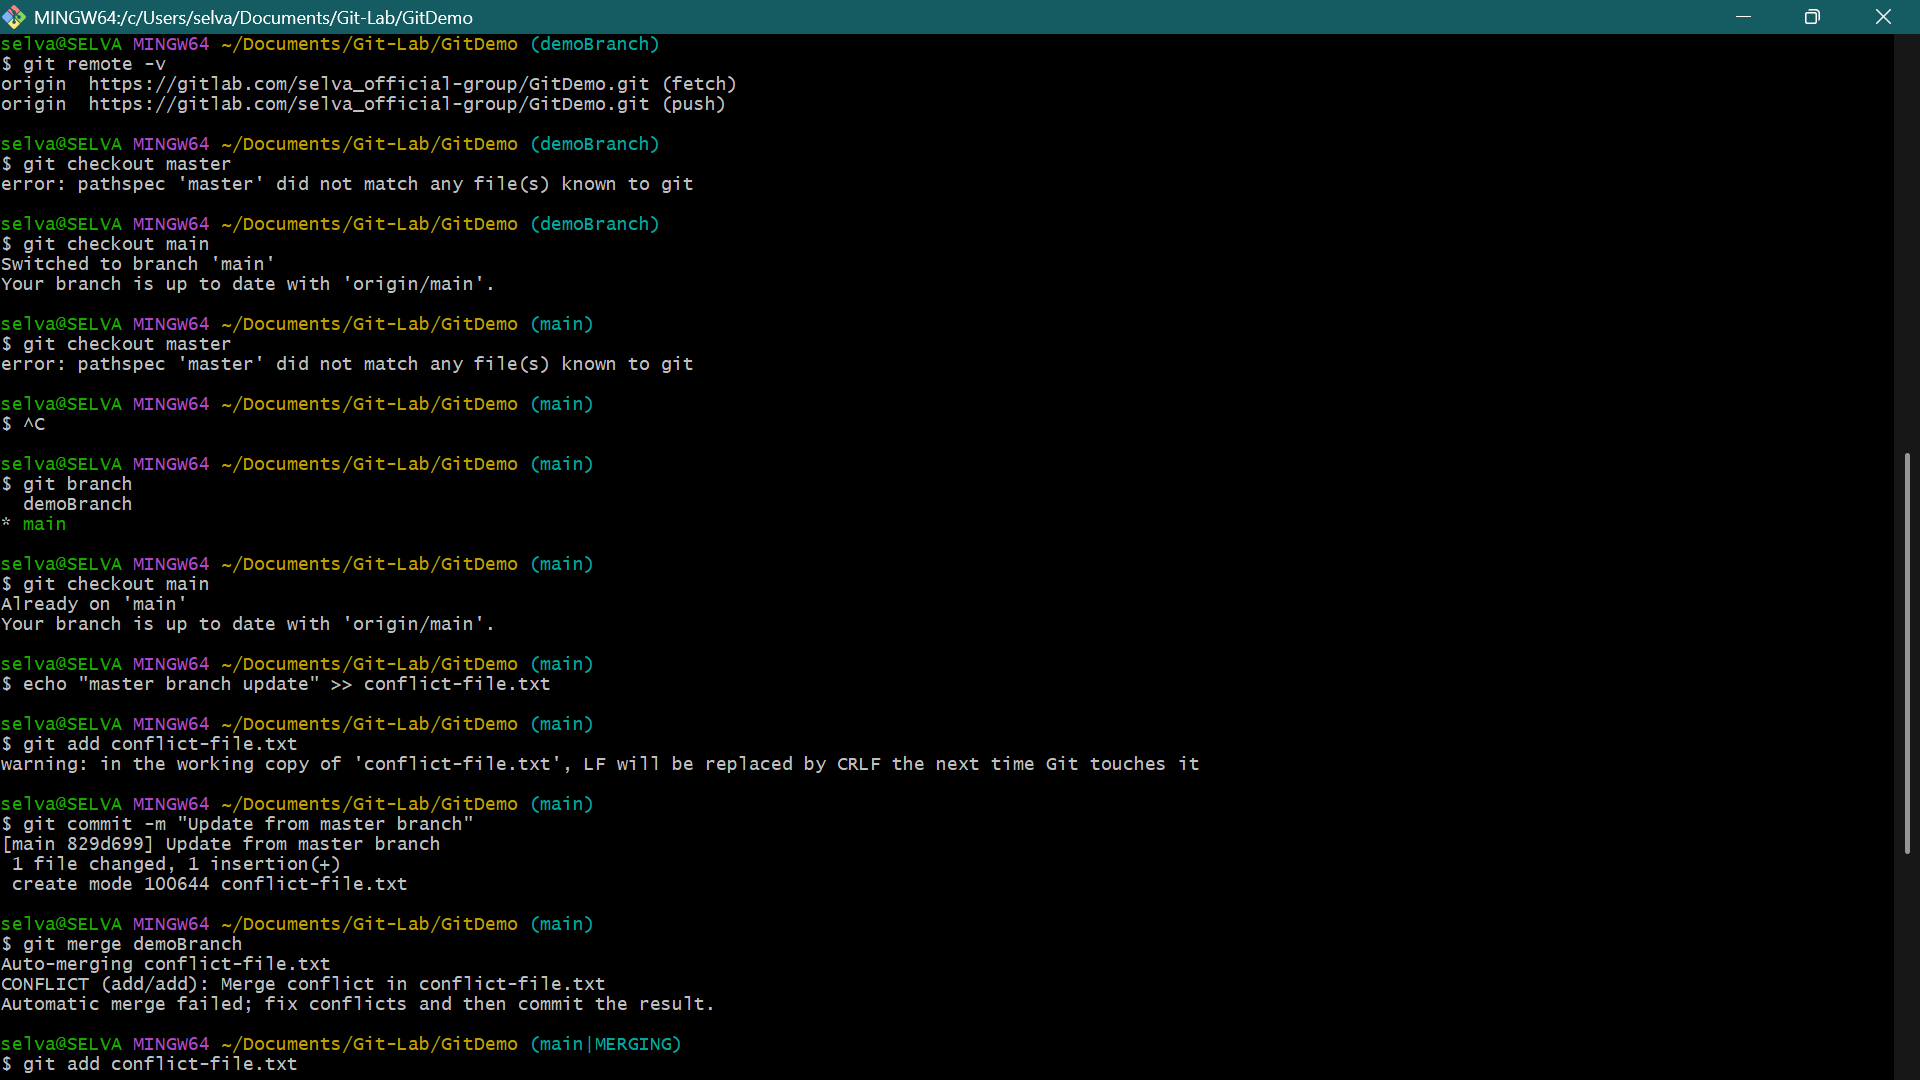 MINGW64:/c/Users/selva/Documents/Git-Lab/GitDemo
selva@SELVA MINGW64 ~/Documents/Git-Lab/GitDemo (demoBranch)
$ git remote -v
origin  https://gitlab.com/selva_official-group/GitDemo.git (fetch)
origin  https://gitlab.com/selva_official-group/GitDemo.git (push)

selva@SELVA MINGW64 ~/Documents/Git-Lab/GitDemo (demoBranch)
$ git checkout master
error: pathspec 'master' did not match any file(s) known to git

selva@SELVA MINGW64 ~/Documents/Git-Lab/GitDemo (demoBranch)
$ git checkout main
Switched to branch 'main'
Your branch is up to date with 'origin/main'.

selva@SELVA MINGW64 ~/Documents/Git-Lab/GitDemo (main)
$ git checkout master
error: pathspec 'master' did not match any file(s) known to git

selva@SELVA MINGW64 ~/Documents/Git-Lab/GitDemo (main)
$ ^C

selva@SELVA MINGW64 ~/Documents/Git-Lab/GitDemo (main)
$ git branch
  demoBranch
* main

selva@SELVA MINGW64 ~/Documents/Git-Lab/GitDemo (main)
$ git checkout main
Already on 'main'
Your branch is up to date with 'origin/main'.

selva@SELVA MINGW64 ~/Documents/Git-Lab/GitDemo (main)
$ echo "master branch update" >> conflict-file.txt

selva@SELVA MINGW64 ~/Documents/Git-Lab/GitDemo (main)
$ git add conflict-file.txt
warning: in the working copy of 'conflict-file.txt', LF will be replaced by CRLF the next time Git touches it

selva@SELVA MINGW64 ~/Documents/Git-Lab/GitDemo (main)
$ git commit -m "Update from master branch"
[main 829d699] Update from master branch
 1 file changed, 1 insertion(+)
 create mode 100644 conflict-file.txt

selva@SELVA MINGW64 ~/Documents/Git-Lab/GitDemo (main)
$ git merge demoBranch
Auto-merging conflict-file.txt
CONFLICT (add/add): Merge conflict in conflict-file.txt
Automatic merge failed; fix conflicts and then commit the result.

selva@SELVA MINGW64 ~/Documents/Git-Lab/GitDemo (main|MERGING)
$ git add conflict-file.txt